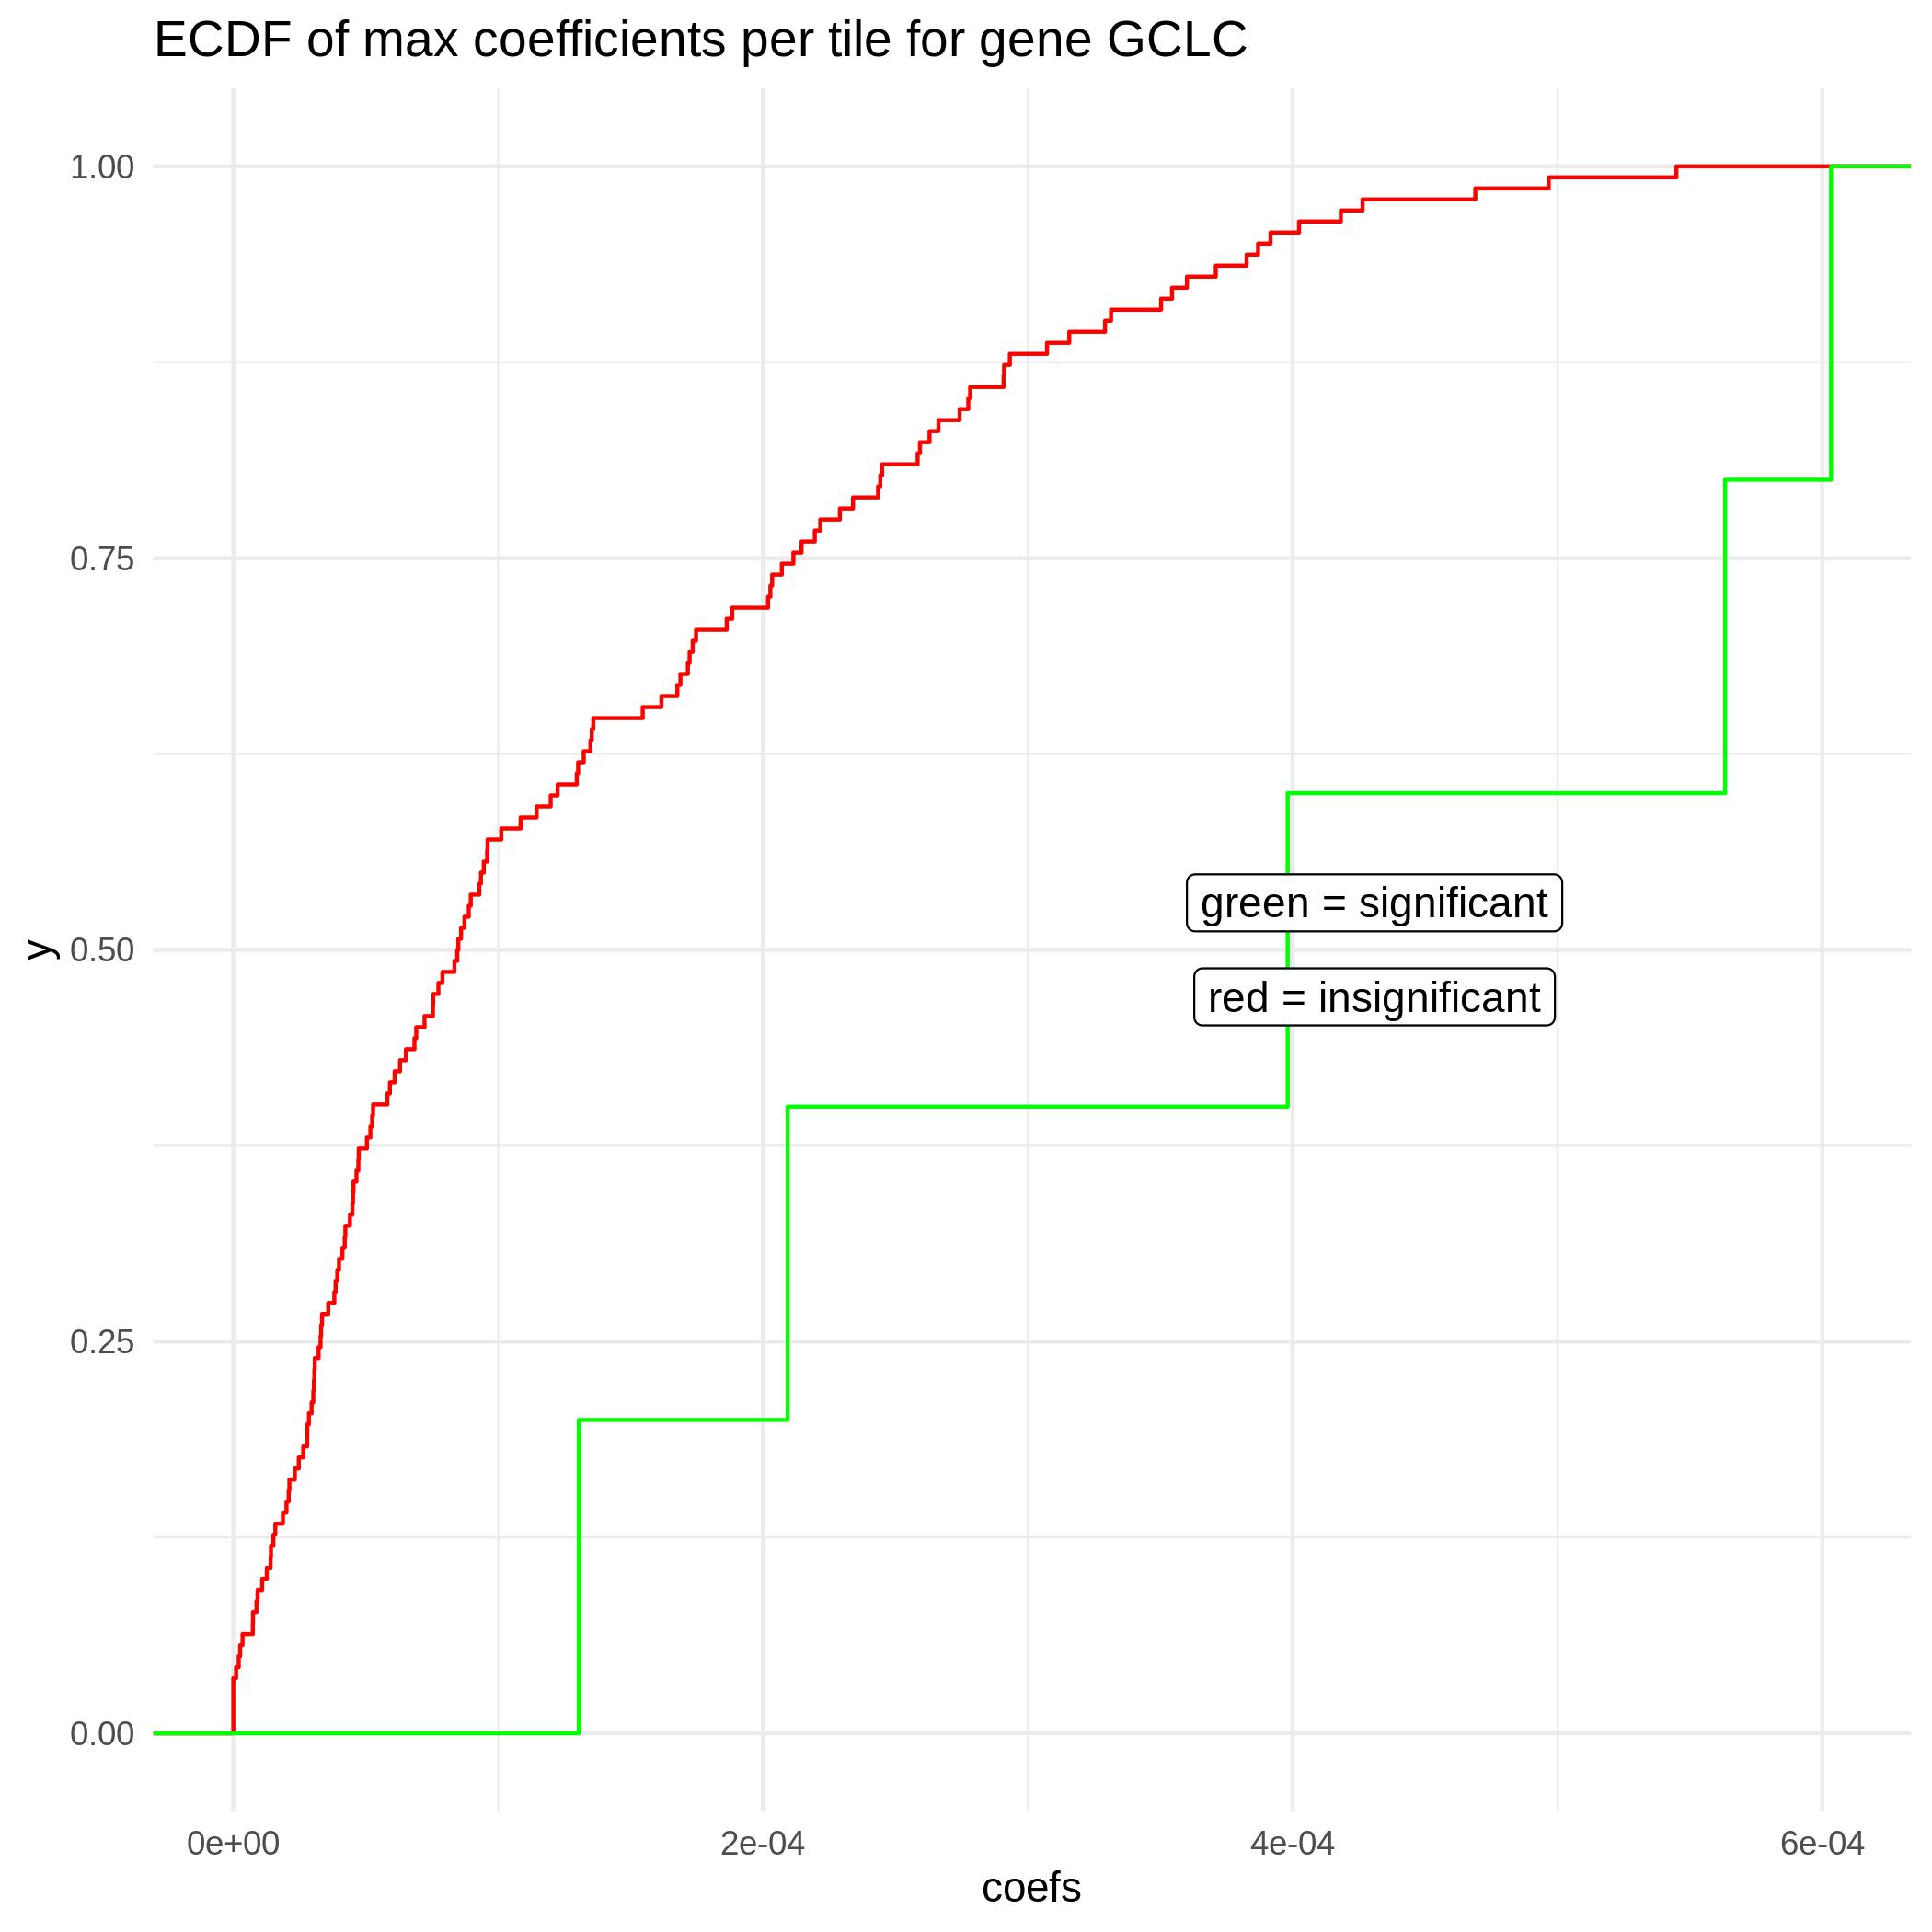 ECDF of max coefficients per tile for gene GCLC
1.00
0.75
0.50
0.25
0.00
y
green = significant
red = insignificant
0e+00
2e-04
4e-04
6e-04
coefs